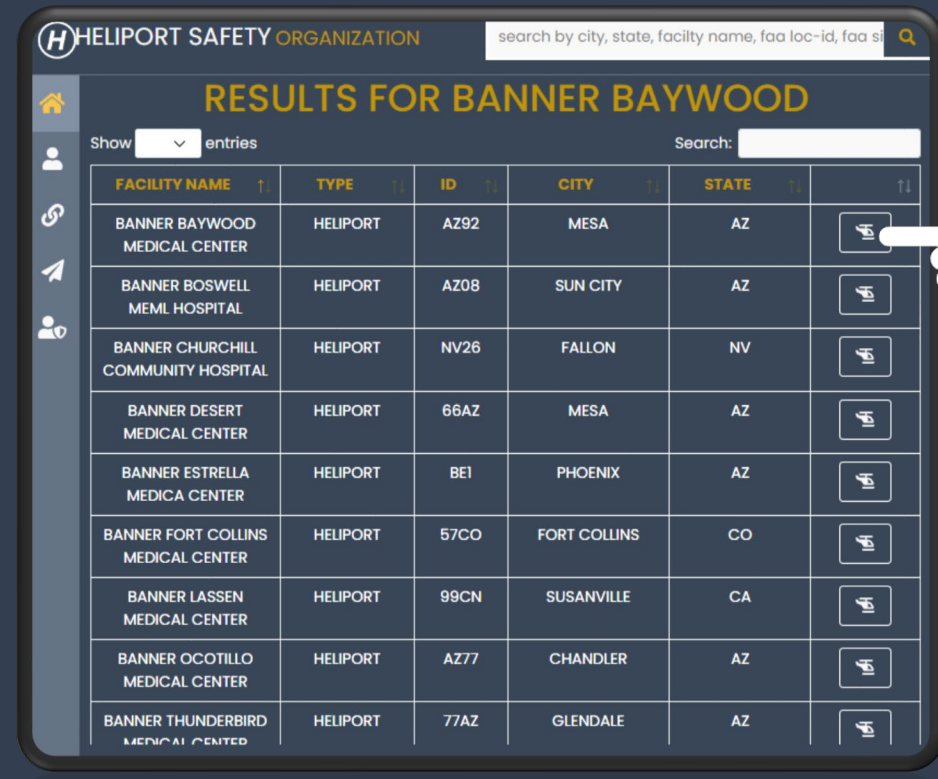 H HELIPORT SAFETY ORGANIZATION
search by city, state, facilty name, faa loc-id, faa si
RESULTS FOR BANNER BAYWOOD
Show entries
Search:
FACILITY NAME TYPE ID CITY STATE
BANNER BAYWOOD MEDICAL CENTER HELIPORT AZ92 MESA AZ
BANNER BOSWELL MEML HOSPITAL HELIPORT AZ08 SUN CITY AZ
BANNER CHURCHILL COMMUNITY HOSPITAL HELIPORT NV26 FALLON NV
BANNER DESERT MEDICAL CENTER HELIPORT 66AZ MESA AZ
BANNER ESTRELLA MEDICA CENTER HELIPORT BE1 PHOENIX AZ
BANNER FORT COLLINS MEDICAL CENTER HELIPORT 57CO FORT COLLINS CO
BANNER LASSEN MEDICAL CENTER HELIPORT 99CN SUSANVILLE CA
BANNER OCOTILLO MEDICAL CENTER HELIPORT AZ77 CHANDLER AZ
BANNER THUNDERBIRD MEDICAL CENTER HELIPORT 77AZ GLENDALE AZ